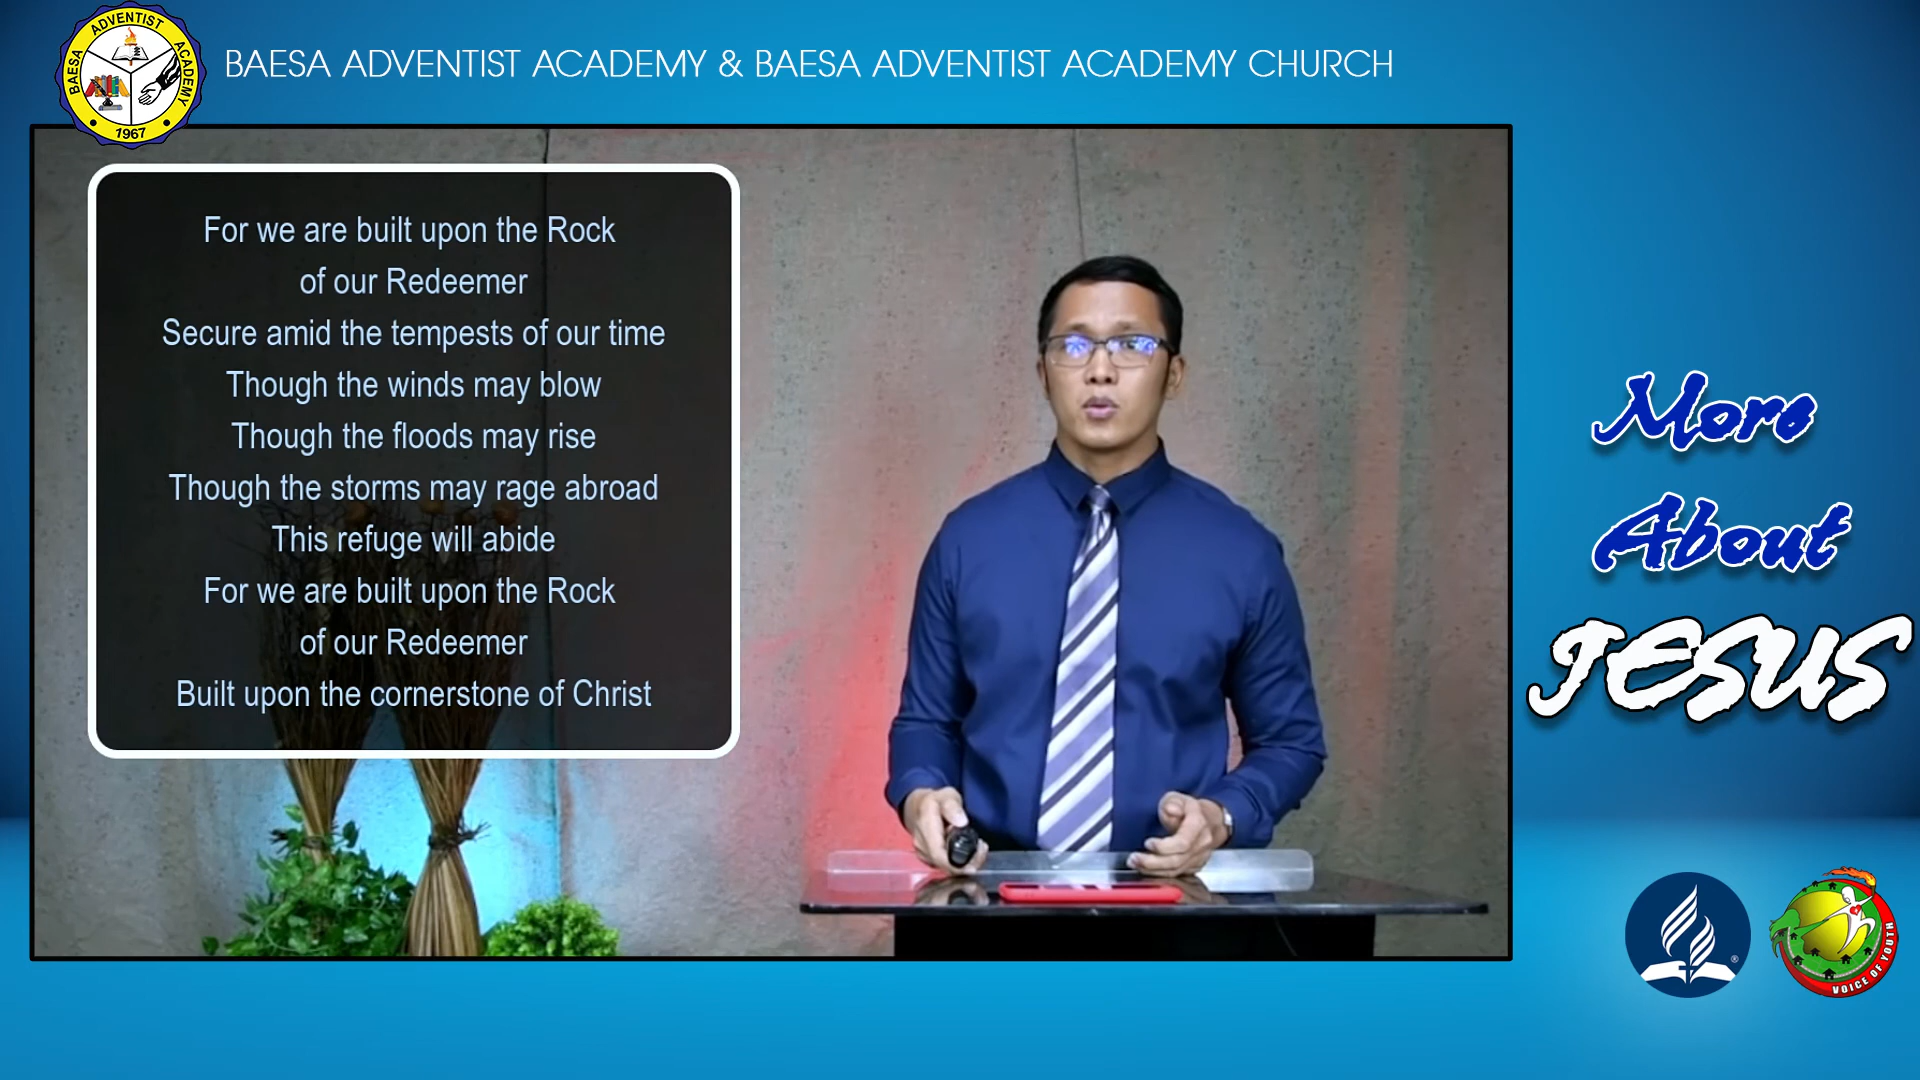 BAESA ADVENTIST ACADEMY
1967
BAESA ADVENTIST ACADEMY & BAESA ADVENTIST ACADEMY CHURCH
For we are built upon the Rock
of our Redeemer
Secure amid the tempests of our time
Though the winds may blow
Though the floods may rise
Though the storms may rage abroad
This refuge will abide
For we are built upon the Rock
of our Redeemer
Built upon the cornerstone of Christ
More
About
JESUS
®
VOICE OF YOUTH